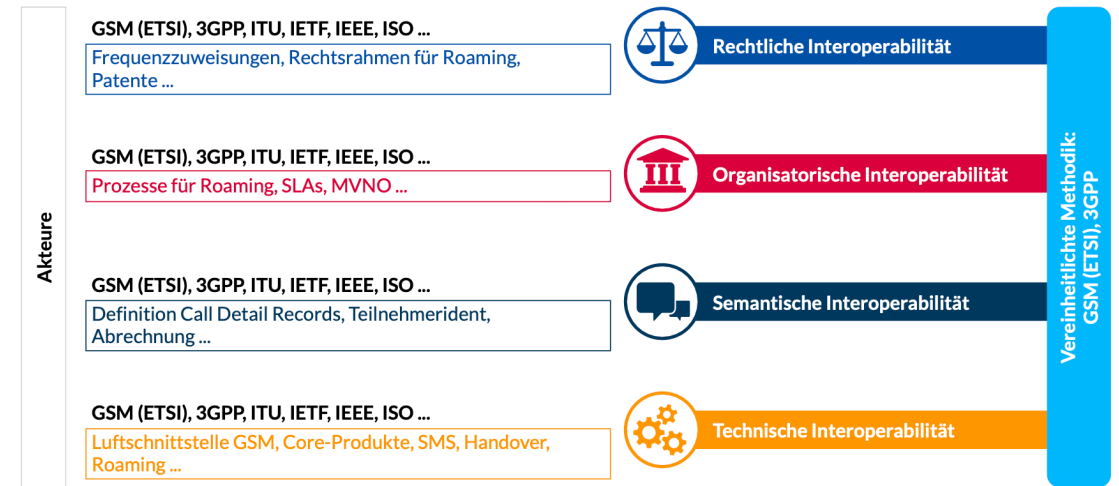 Akteure
GSM (ETSI), 3GPP, ITU, IETF, IEEE, ISO ...
Frequenzzuweisungen, Rechtsrahmen für Roaming,
Patente ...
Rechtliche Interoperabilität
GSM (ETSI), 3GPP, ITU, IETF, IEEE, ISO ...
Prozesse für Roaming, SLAs, MVNO ...
Organisatorische Interoperabilität
GSM (ETSI), 3GPP, ITU, IETF, IEEE, ISO ...
Definition Call Detail Records, Teilnehmerident,
Abrechnung ...
Semantische Interoperabilität
GSM (ETSI), 3GPP, ITU, IETF, IEEE, ISO ...
Luftschnittstelle GSM, Core-Produkte, SMS, Handover,
Roaming ...
Technische Interoperabilität
Vereinheitlichte Methodik:
GSM (ETSI), 3GPP